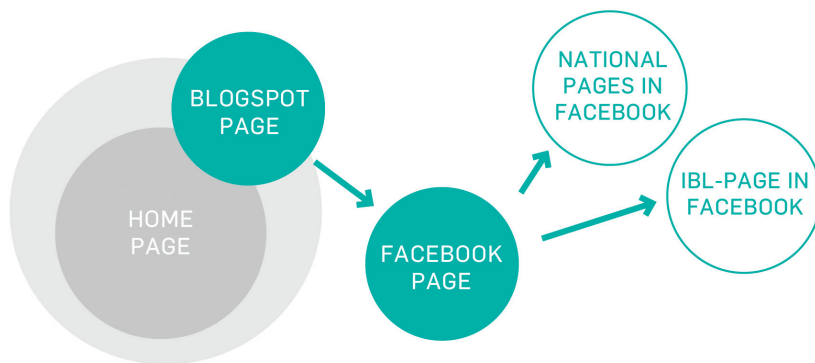 BLOGSPOT
PAGE
HOME
PAGE
FACEBOOK
PAGE
NATIONAL
PAGES IN
FACEBOOK
IBL-PAGE IN
FACEBOOK